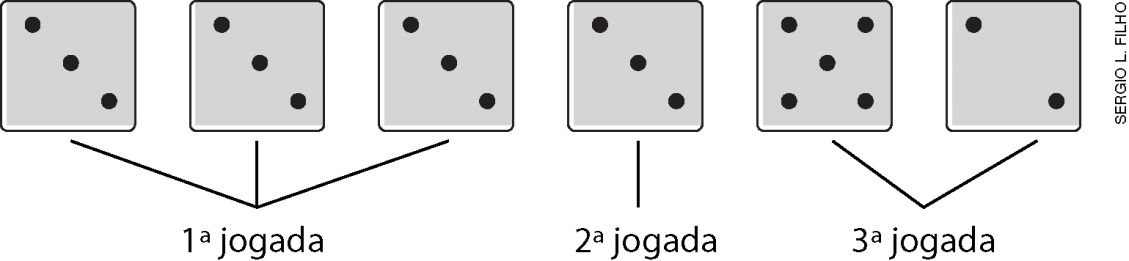 1ª jogada
2ª jogada
3ª jogada
SERGIO L. FILHO